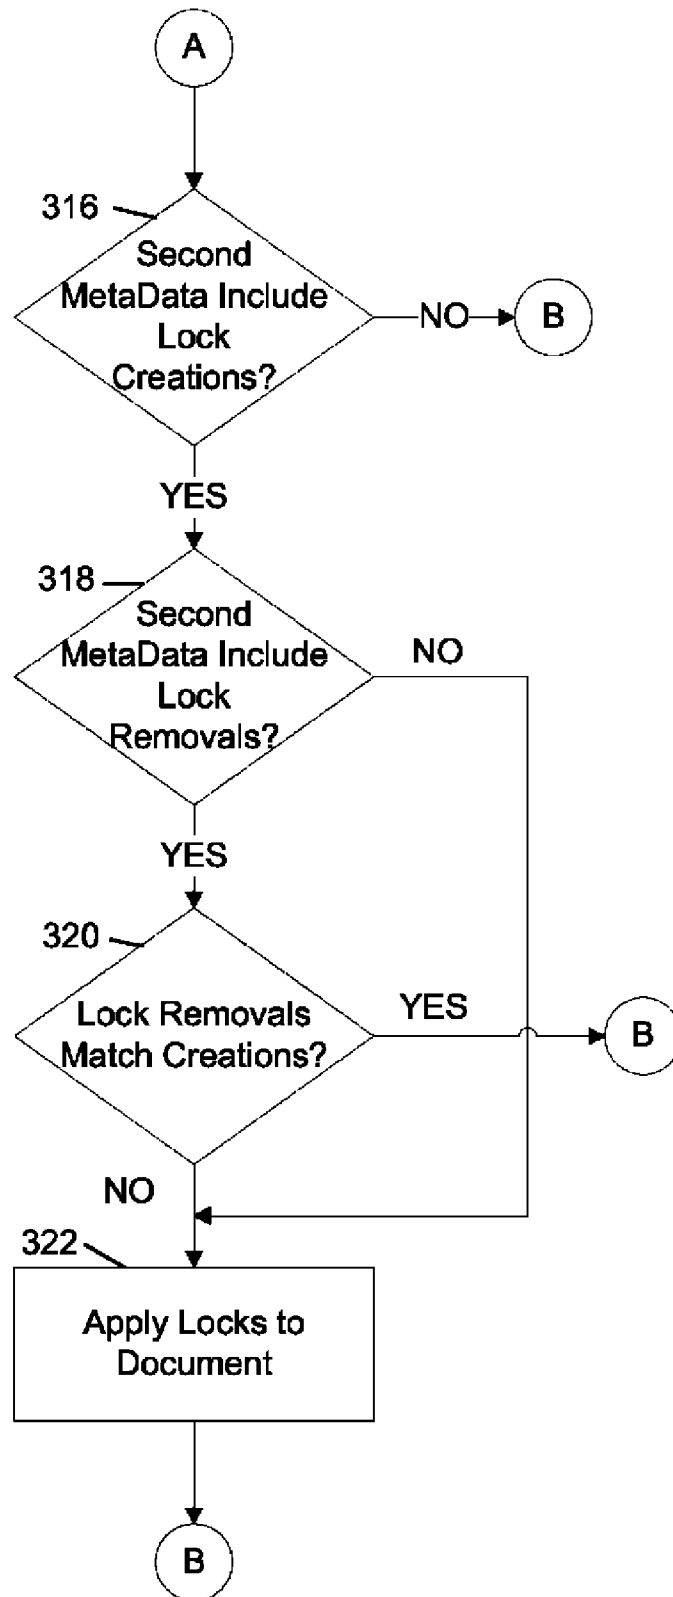 A
316
Second
MetaData Include
Lock
Creations?
NO
B
YES
318
Second
MetaData Include
Lock
Removals?
NO
YES
320
Lock Removals
Match Creations?
YES
B
NO
322
Apply Locks to
Document
B